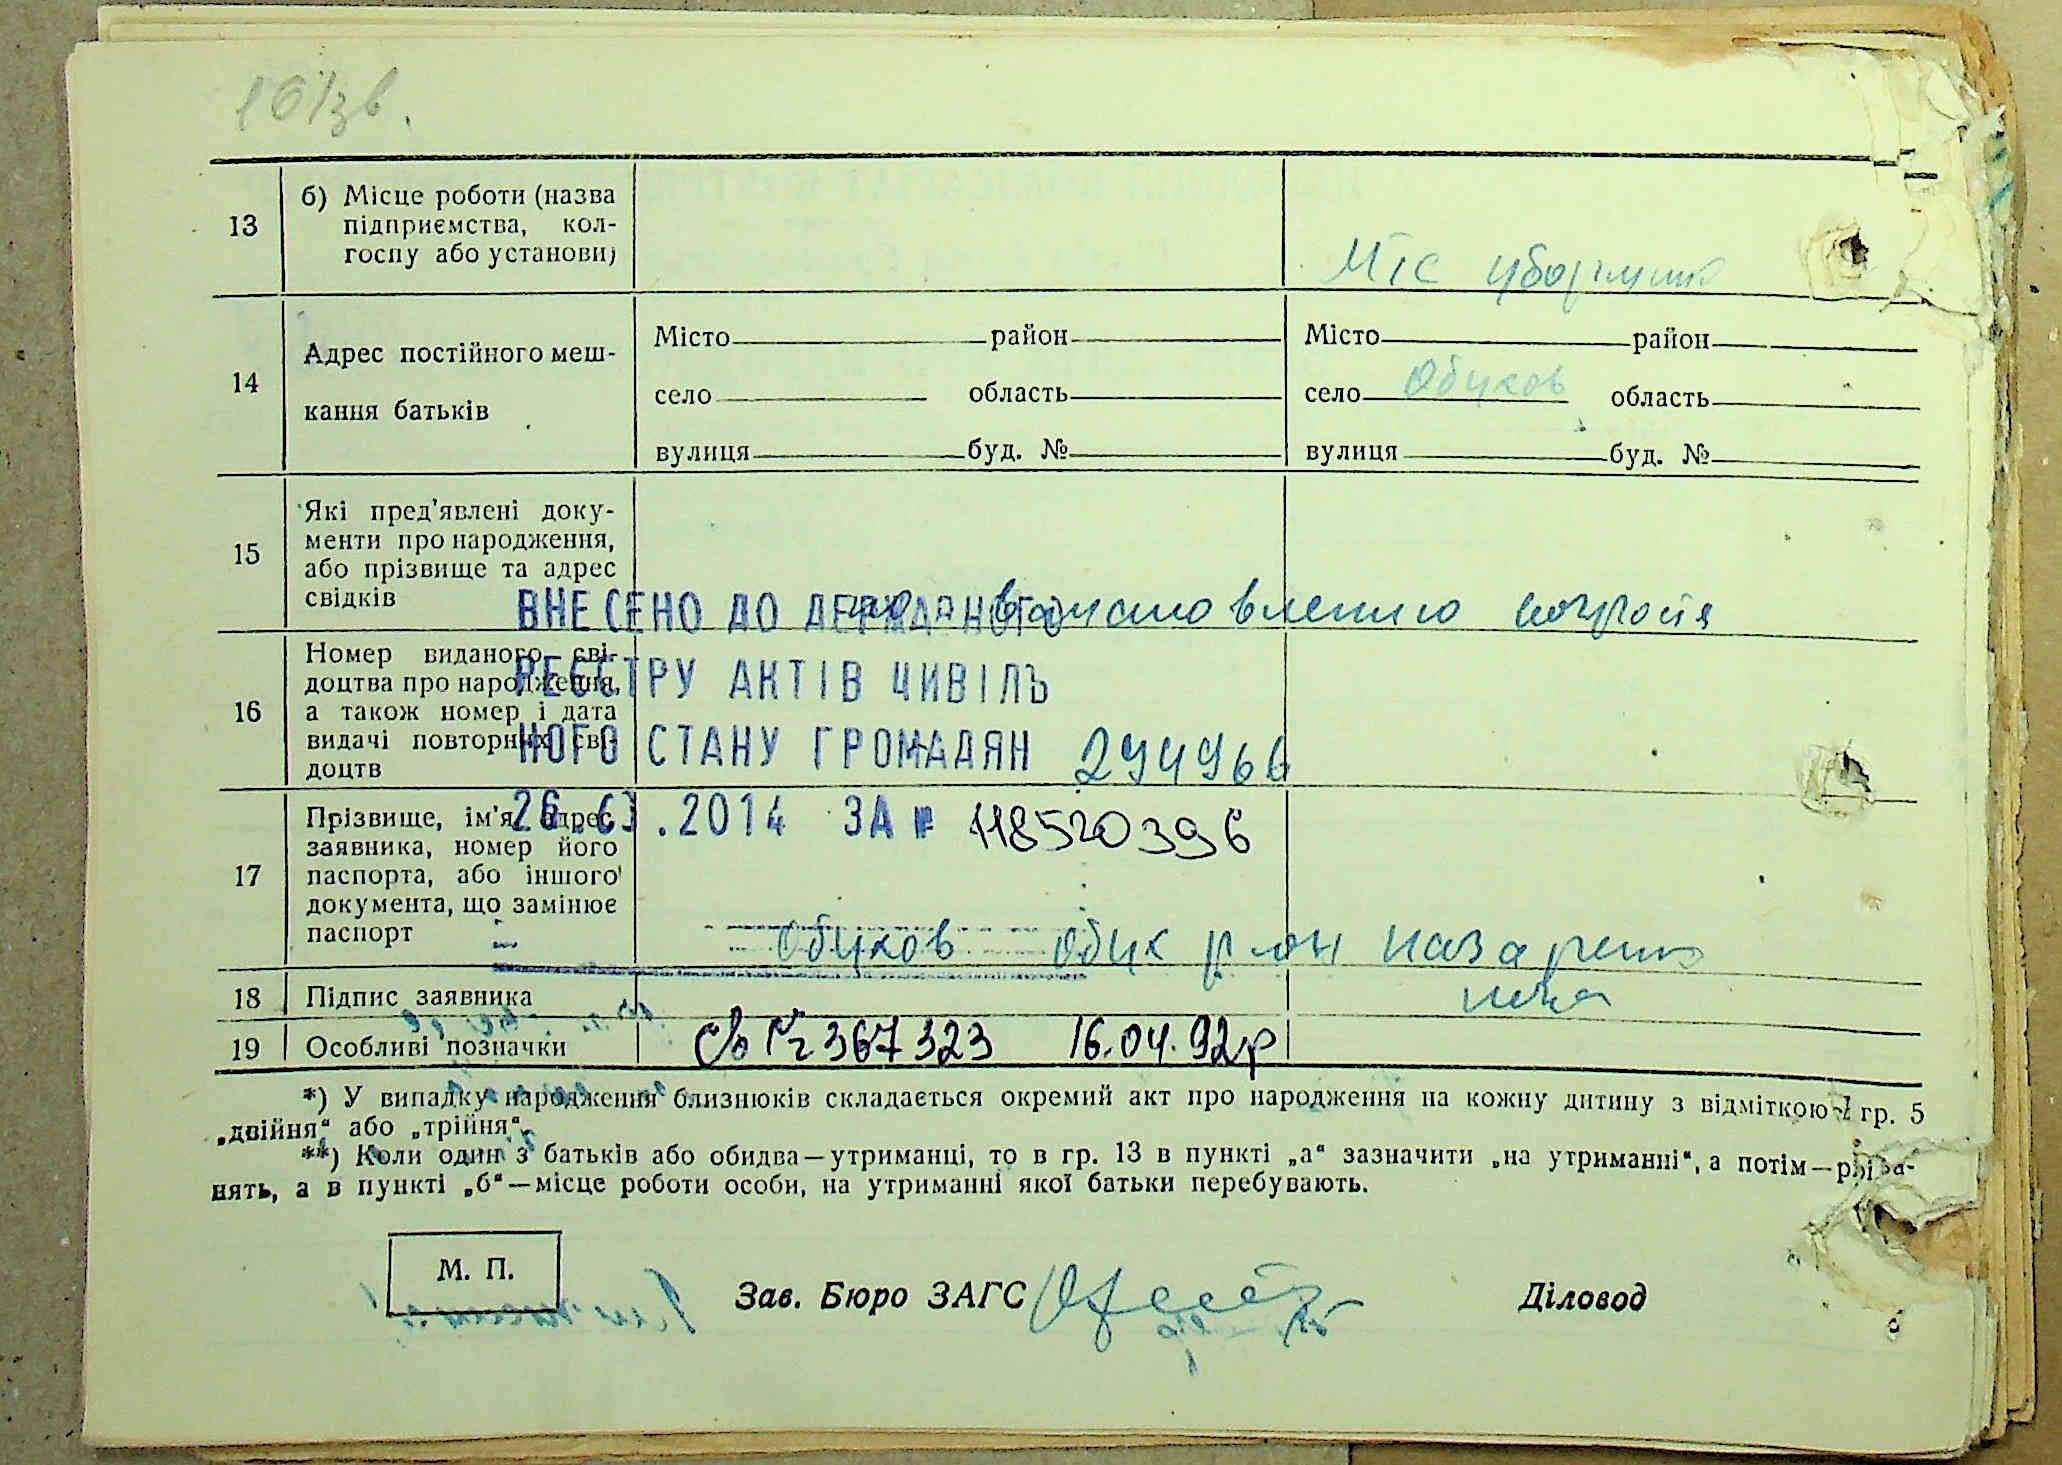 16/зв.
13
б) Місце роботи (назва
підприємства, кол-
госпу або установи)
МТС
14
Адрес постійного меш-
кання батьків
Місто район
село область
вулиця буд. №
Місто район
село Обухов область
вулиця буд. №
15
Які пред'явлені доку-
менти про народження,
або прізвище та адрес
свідків
16
Номер виданого сві-
доцтва про народження,
а також номер і дата
видачі повторних сві-
доцтв
294966
ВНЕСЕНО ДО ДЕРЖАВНОГО
РЕЄСТРУ АКТІВ ЦИВІЛЬ
НОГО СТАНУ ГРОМАДЯН
.2014 ЗА № 118520396
17
Прізвище, ім'я, адрес
заявника, номер його
паспорта, або іншого
документа, що замінює
паспорт
Обухов Обух р-он Назаренко
18
Підпис заявника
19
Особливі позначки
367323 16.04.92р
*) У випадку народження близнюків складається окремий акт про народження на кожну дитину з відміткою в гр. 5
„двійня“ або „трійня“.
**) Коли один з батьків або обидва—утриманці, то в гр. 13 в пункті „а“ зазначити „на утриманні“, а потім—рід за-
нять, а в пункті „б“—місце роботи особи, на утриманні якої батьки перебувають.
М. П.
Зав. Бюро ЗАГС
Діловод